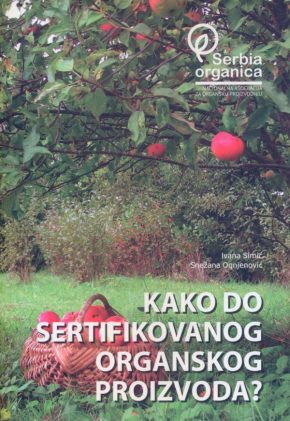 Serbia
organica
NACIONALNA ASOCIJACIJA
ZA ORGANSKU PROIZVODNJU
Ivana Simić
Snežana Ognjenović
KAKO DO
SERTIFIKOVANOG
ORGANSKOG
PROIZVODA?